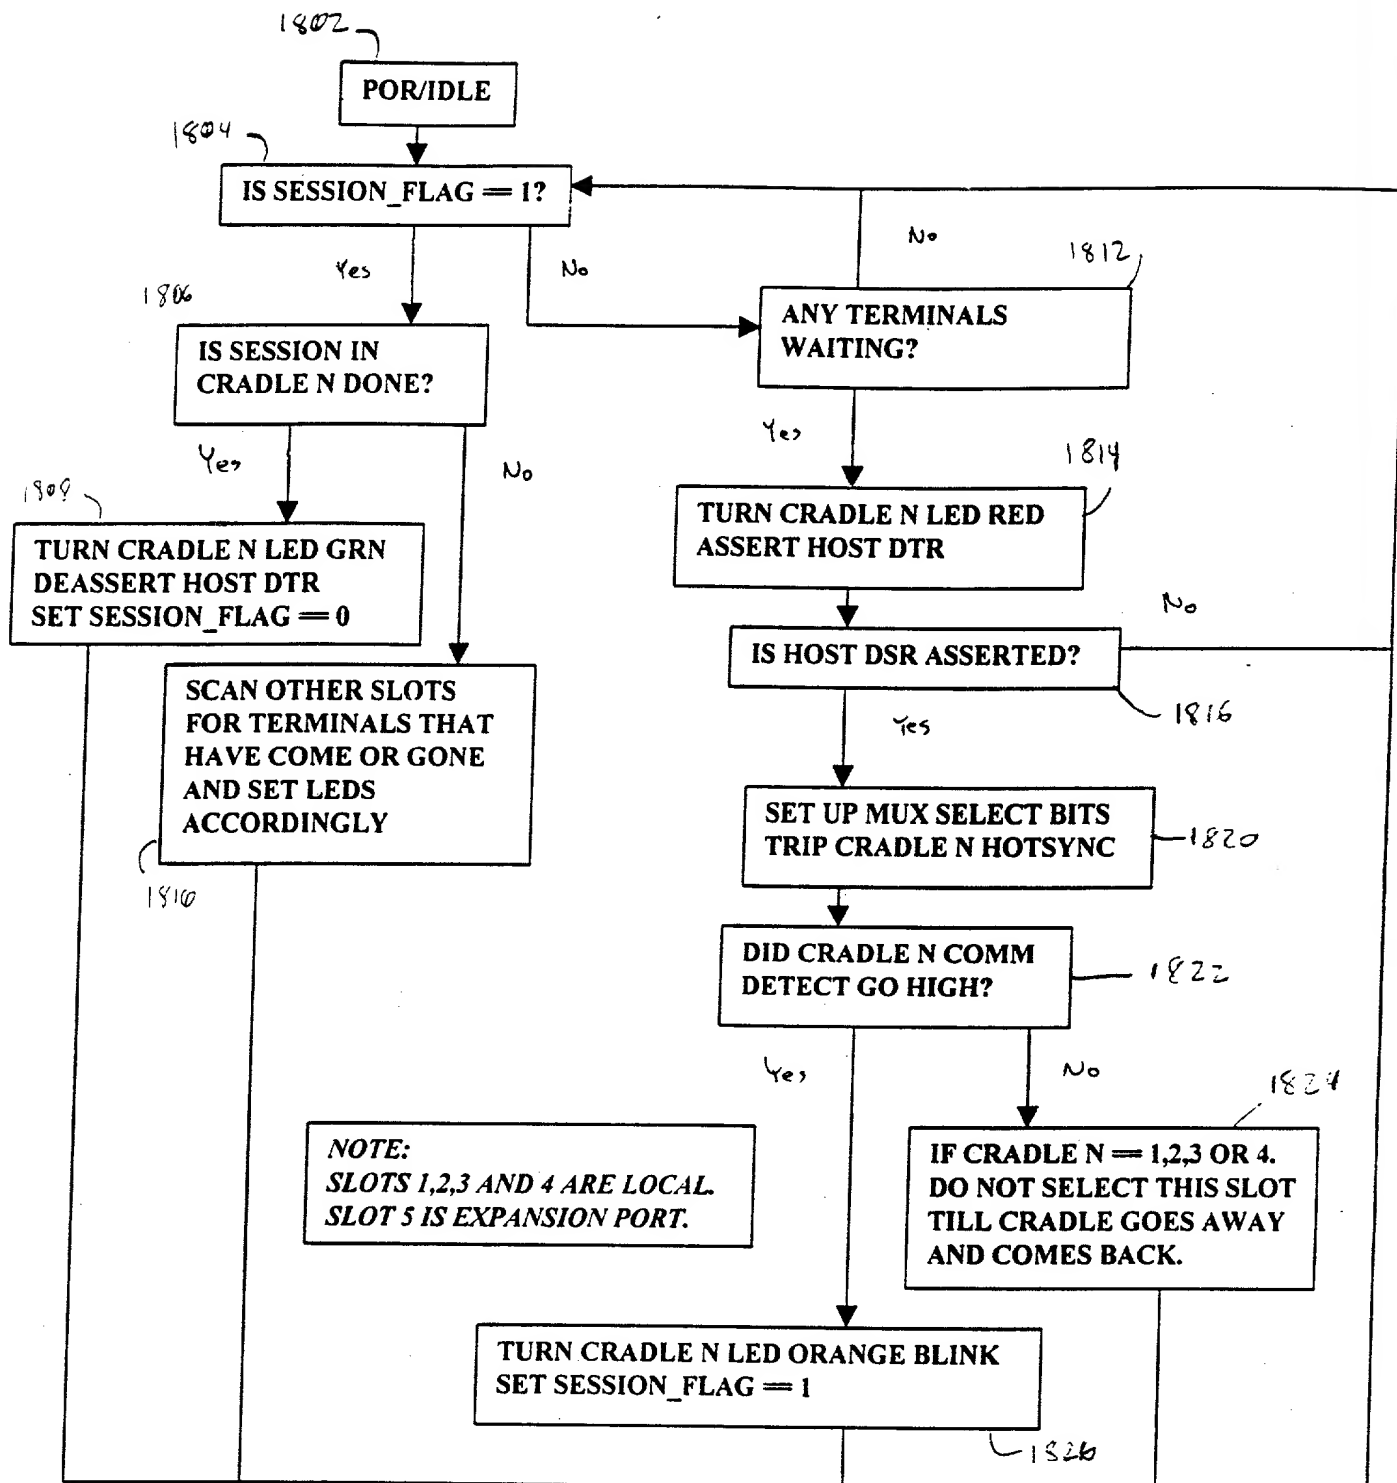 1802
POR/IDLE
1804
IS SESSION_FLAG == 1?
Yes
No
No
1812
1806
IS SESSION IN
CRADLE N DONE?
ANY TERMINALS
WAITING?
Yes
No
Yes
1814
1808
TURN CRADLE N LED GRN
DEASSERT HOST DTR
SET SESSION_FLAG == 0
TURN CRADLE N LED RED
ASSERT HOST DTR
No
IS HOST DSR ASSERTED?
1816
Yes
SCAN OTHER SLOTS
FOR TERMINALS THAT
HAVE COME OR GONE
AND SET LEDS
ACCORDINGLY
1810
SET UP MUX SELECT BITS
TRIP CRADLE N HOTSYNC
1820
DID CRADLE N COMM
DETECT GO HIGH?
1822
Yes
No
1824
NOTE:
SLOTS 1,2,3 AND 4 ARE LOCAL.
SLOT 5 IS EXPANSION PORT.
IF CRADLE N == 1,2,3 OR 4.
DO NOT SELECT THIS SLOT
TILL CRADLE GOES AWAY
AND COMES BACK.
TURN CRADLE N LED ORANGE BLINK
SET SESSION_FLAG == 1
1826